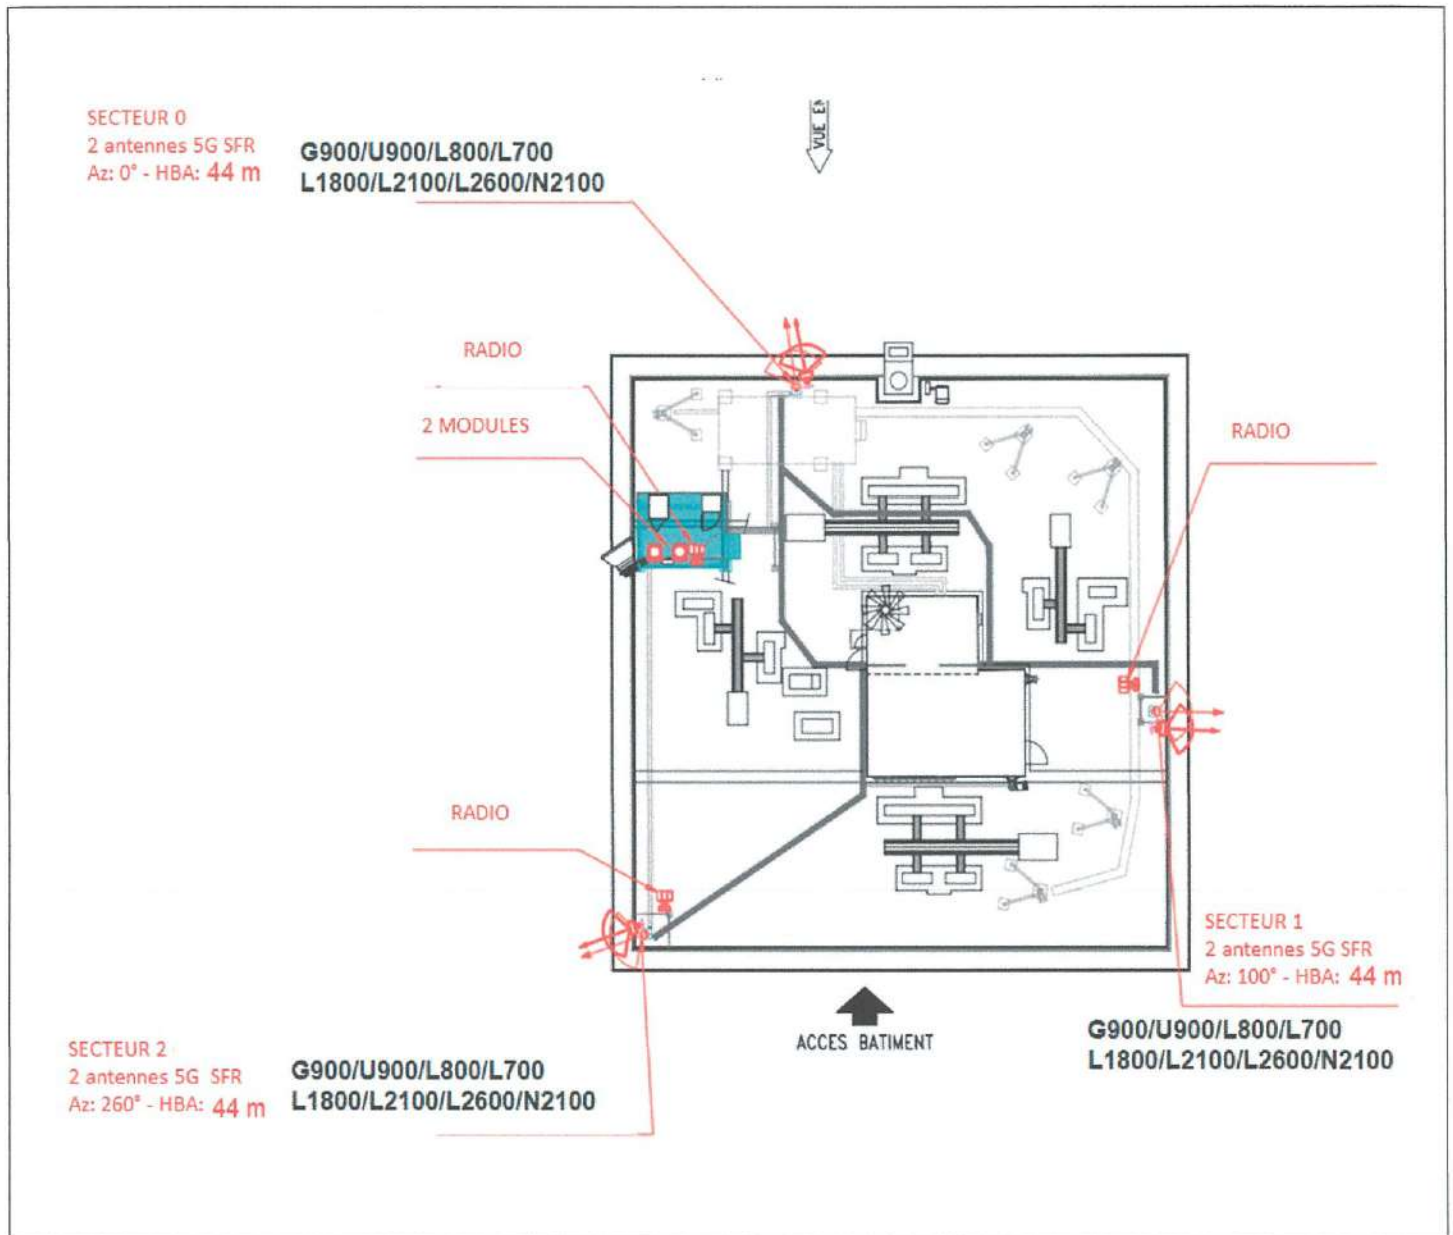 SECTEUR 0
2 antennes 5G SFR
Az: 0° - HBA: 44 m
G900/U900/L800/L700
L1800/L2100/L2600/N2100
VUE
RADIO
2 MODULES
RADIO
RADIO
SECTEUR 1
2 antennes 5G SFR
Az: 100° - HBA: 44 m
G900/U900/L800/L700
L1800/L2100/L2600/N2100
ACCES BATIMENT
SECTEUR 2
2 antennes 5G SFR
Az: 260° - HBA: 44 m
G900/U900/L800/L700
L1800/L2100/L2600/N2100